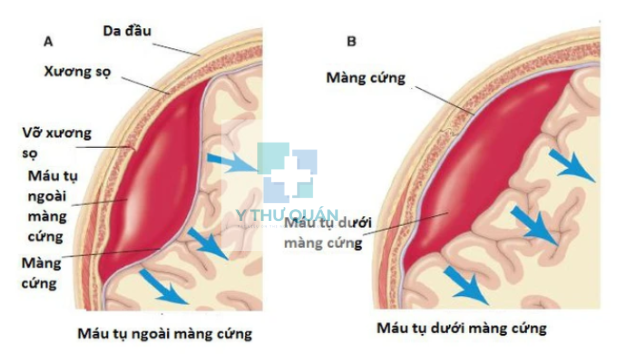 A
Da đầu
Xương sọ
Vỡ xương
sọ
Máu tụ
ngoài
màng
cứng
Màng
cứng
Máu tụ ngoài màng cứng
B
Màng cứng
Y THƯ QUÁN
Máu tụ dưới
màng cứng
Máu tụ dưới màng cứng